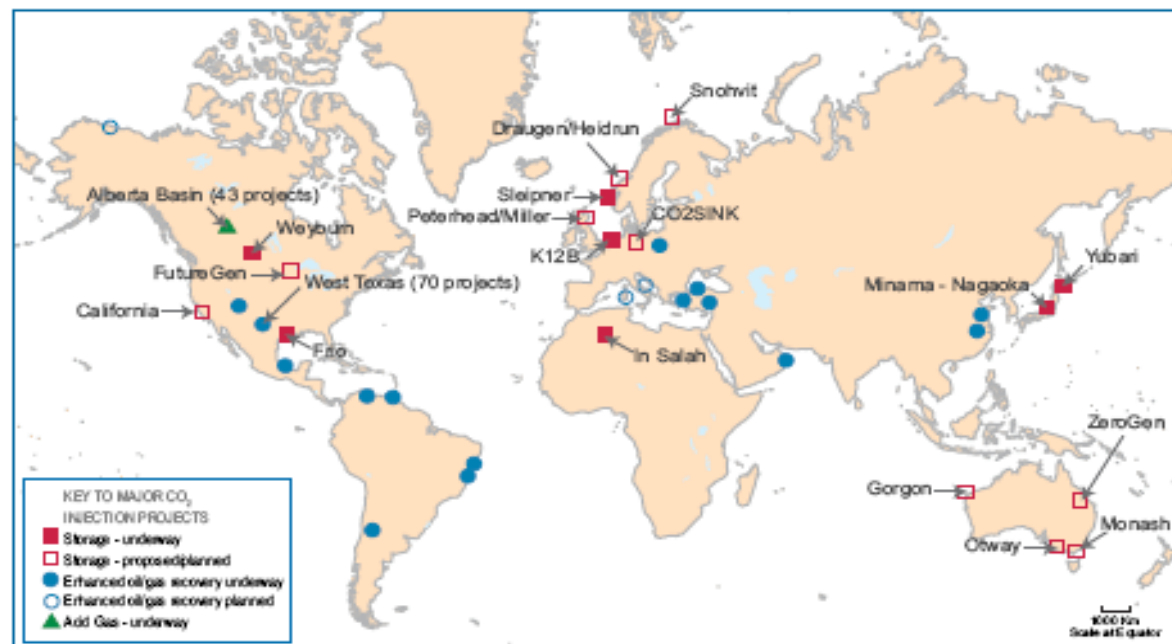 Snohvit
Draugen/Heidrun
Alberta Basin (43 projects)
Sleipner
Peterhead/Miller
CO2SINK
Weyburn
K12B
Yubari
FutureGen
West Texas (70 projects)
Minama - Nagaoka
California
Frio
In Salah
ZeroGen
Gorgon
Monash
Otway
KEY TO MAJOR CO₂
INJECTION PROJECTS
Storage - underway
Storage - proposed/planned
Enhanced oil/gas recovery underway
Enhanced oil/gas recovery planned
Acid Gas - underway
1000 Km
Scale at Equator